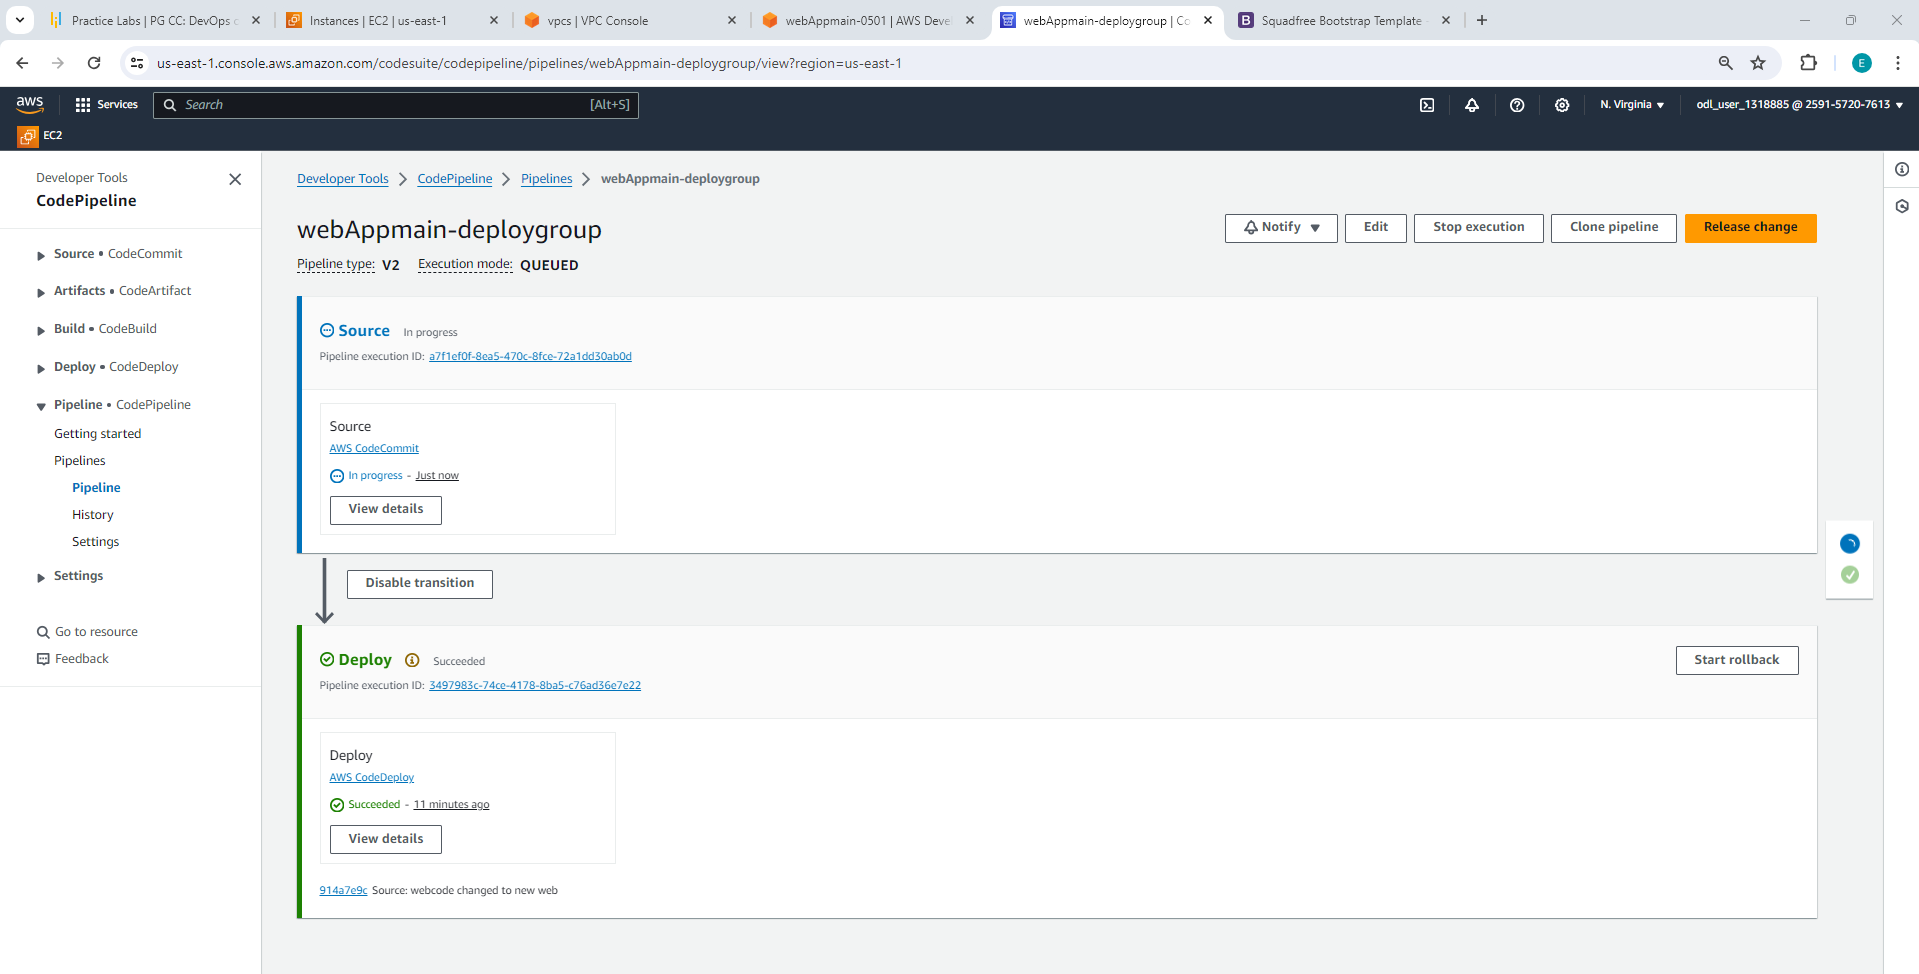 Practice Labs | PG CC: DevOps c
Instances | EC2 | us-east-1
vpcs | VPC Console
webAppmain-0501 | AWS Deve
webAppmain-deploygroup | Co
Squadfree Bootstrap Template
us-east-1.console.aws.amazon.com/codesuite/codepipeline/pipelines/webAppmain-deploygroup/view?region=us-east-1
E
aws
Services
Search
[Alt+S]
N. Virginia
odl_user_1318885 @ 2591-5720-7613
EC2
Developer Tools
CodePipeline
Source • CodeCommit
Artifacts • CodeArtifact
Build • CodeBuild
Deploy • CodeDeploy
Pipeline • CodePipeline
Getting started
Pipelines
Pipeline
History
Settings
Settings
Go to resource
Feedback
Developer Tools
CodePipeline
Pipelines
webAppmain-deploygroup
webAppmain-deploygroup
Notify
Edit
Stop execution
Clone pipeline
Release change
Pipeline type: V2
Execution mode: QUEUED
Source In progress
Pipeline execution ID: a7f1ef0f-8ea5-470c-8fce-72a1dd30ab0d
Source
AWS CodeCommit
In progress - Just now
View details
Disable transition
Deploy Succeeded
Start rollback
Pipeline execution ID: 3497983c-74ce-4178-8ba5-c76ad36e7e22
Deploy
AWS CodeDeploy
Succeeded - 11 minutes ago
View details
914a7e9c Source: webcode changed to new web